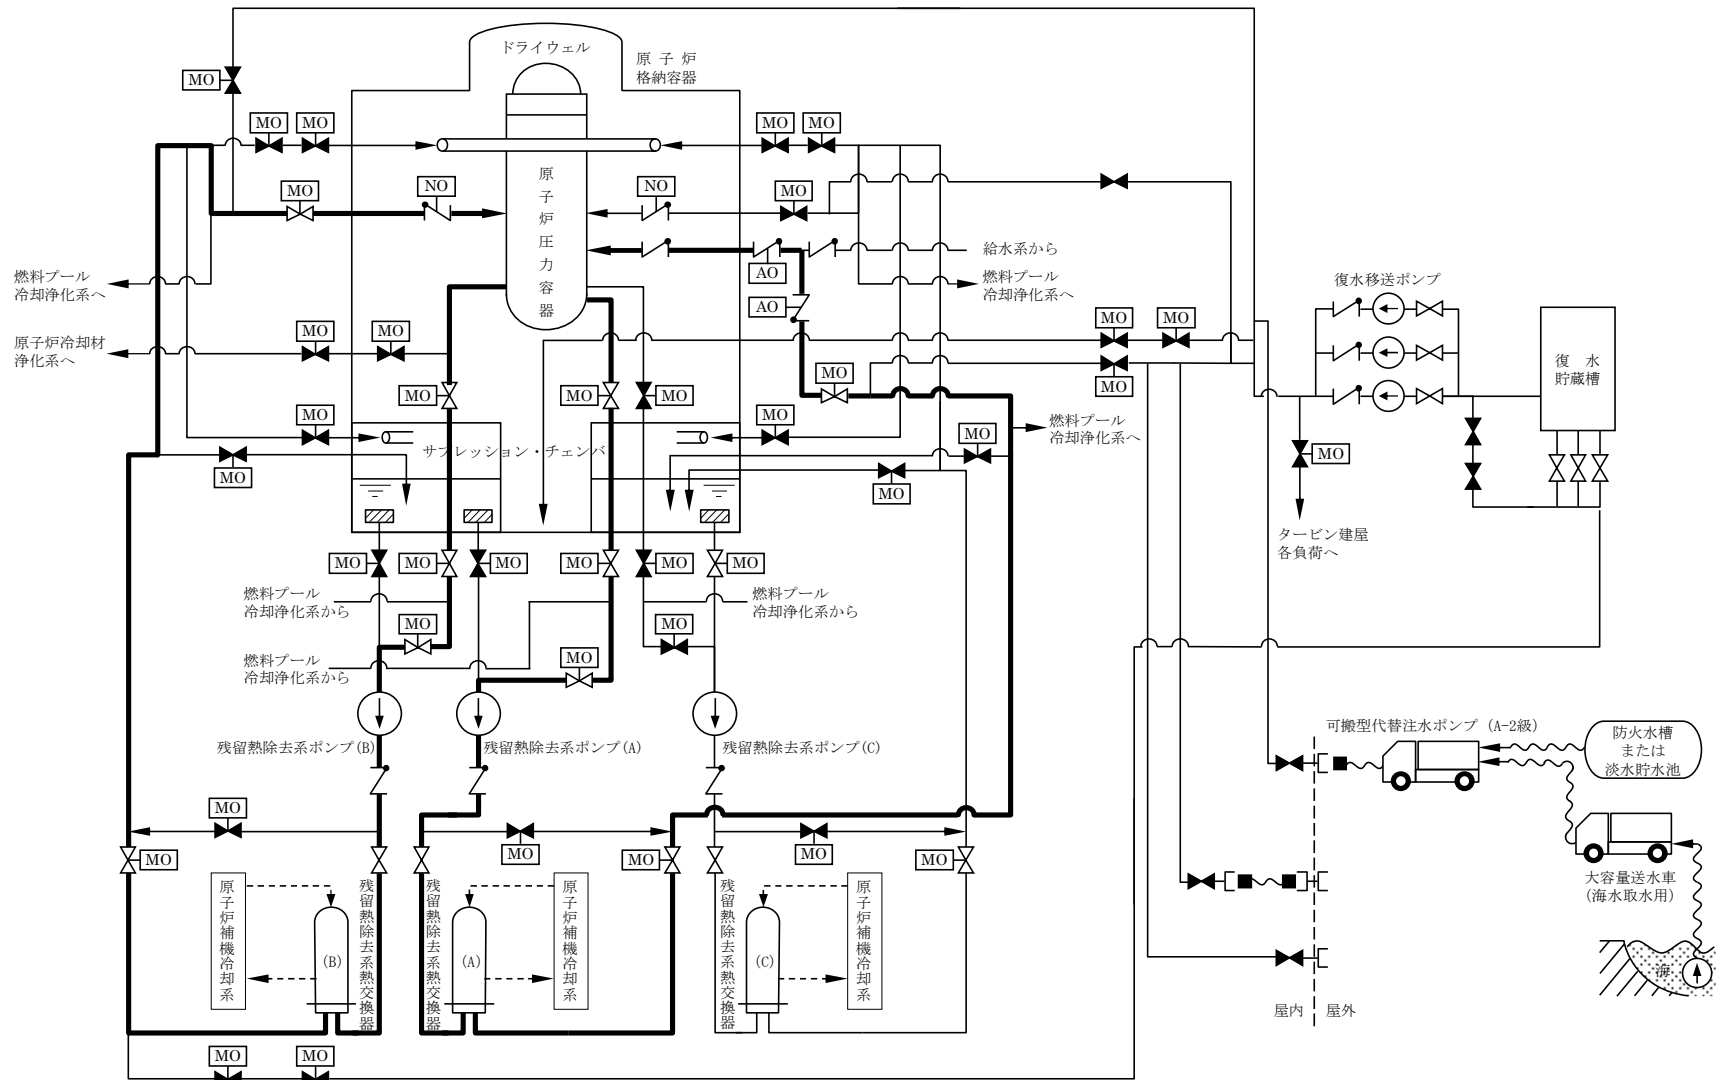 ドライウェル
原 子 炉
格納容器
MO
MO
MO
MO
MO
MO
NO
NO
MO
原子炉圧力容器
給水系から
燃料プール
冷却浄化系へ
AO
燃料プール
冷却浄化系へ
AO
復水移送ポンプ
MO
MO
MO
MO
原子炉冷却材
浄化系へ
MO
MO
復 水
貯蔵槽
MO
MO
MO
MO
MO
燃料プール
冷却浄化系へ
MO
MO
サプレッション・チェンバ
MO
MO
MO
タービン建屋
各負荷へ
MO
MO
MO
MO
MO
MO
燃料プール
冷却浄化系から
燃料プール
冷却浄化系から
MO
MO
燃料プール
冷却浄化系から
MO
残留熱除去系ポンプ(B)
残留熱除去系ポンプ(A)
残留熱除去系ポンプ(C)
可搬型代替注水ポンプ (A-2級)
防火水槽
または
淡水貯水池
MO
MO
MO
MO
MO
MO
大容量送水車
(海水取水用)
原子炉補機冷却系
(B)
残留熱除去系熱交換器
残留熱除去系熱交換器
(A)
原子炉補機冷却系
残留熱除去系熱交換器
(C)
原子炉補機冷却系
海
屋内
屋外
MO
MO